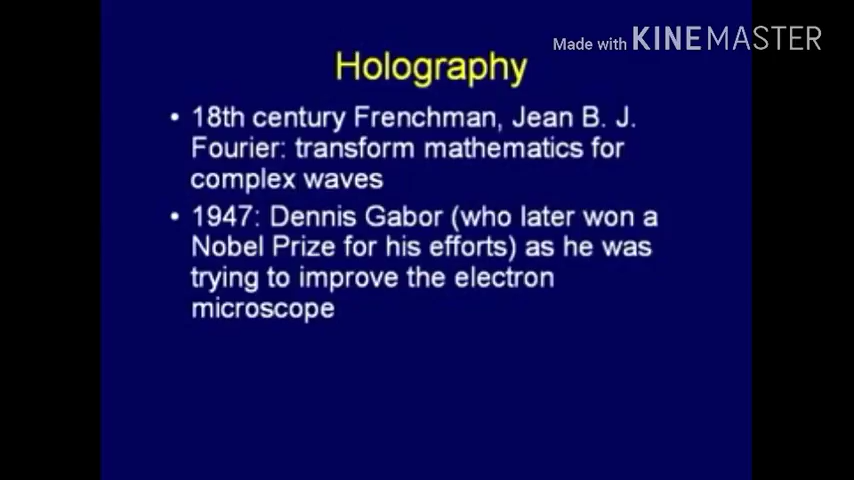 Made with KINEMASTER
Holography
• 18th century Frenchman, Jean B. J.
Fourier: transform mathematics for
complex waves
• 1947: Dennis Gabor (who later won a
Nobel Prize for his efforts) as he was
trying to improve the electron
microscope